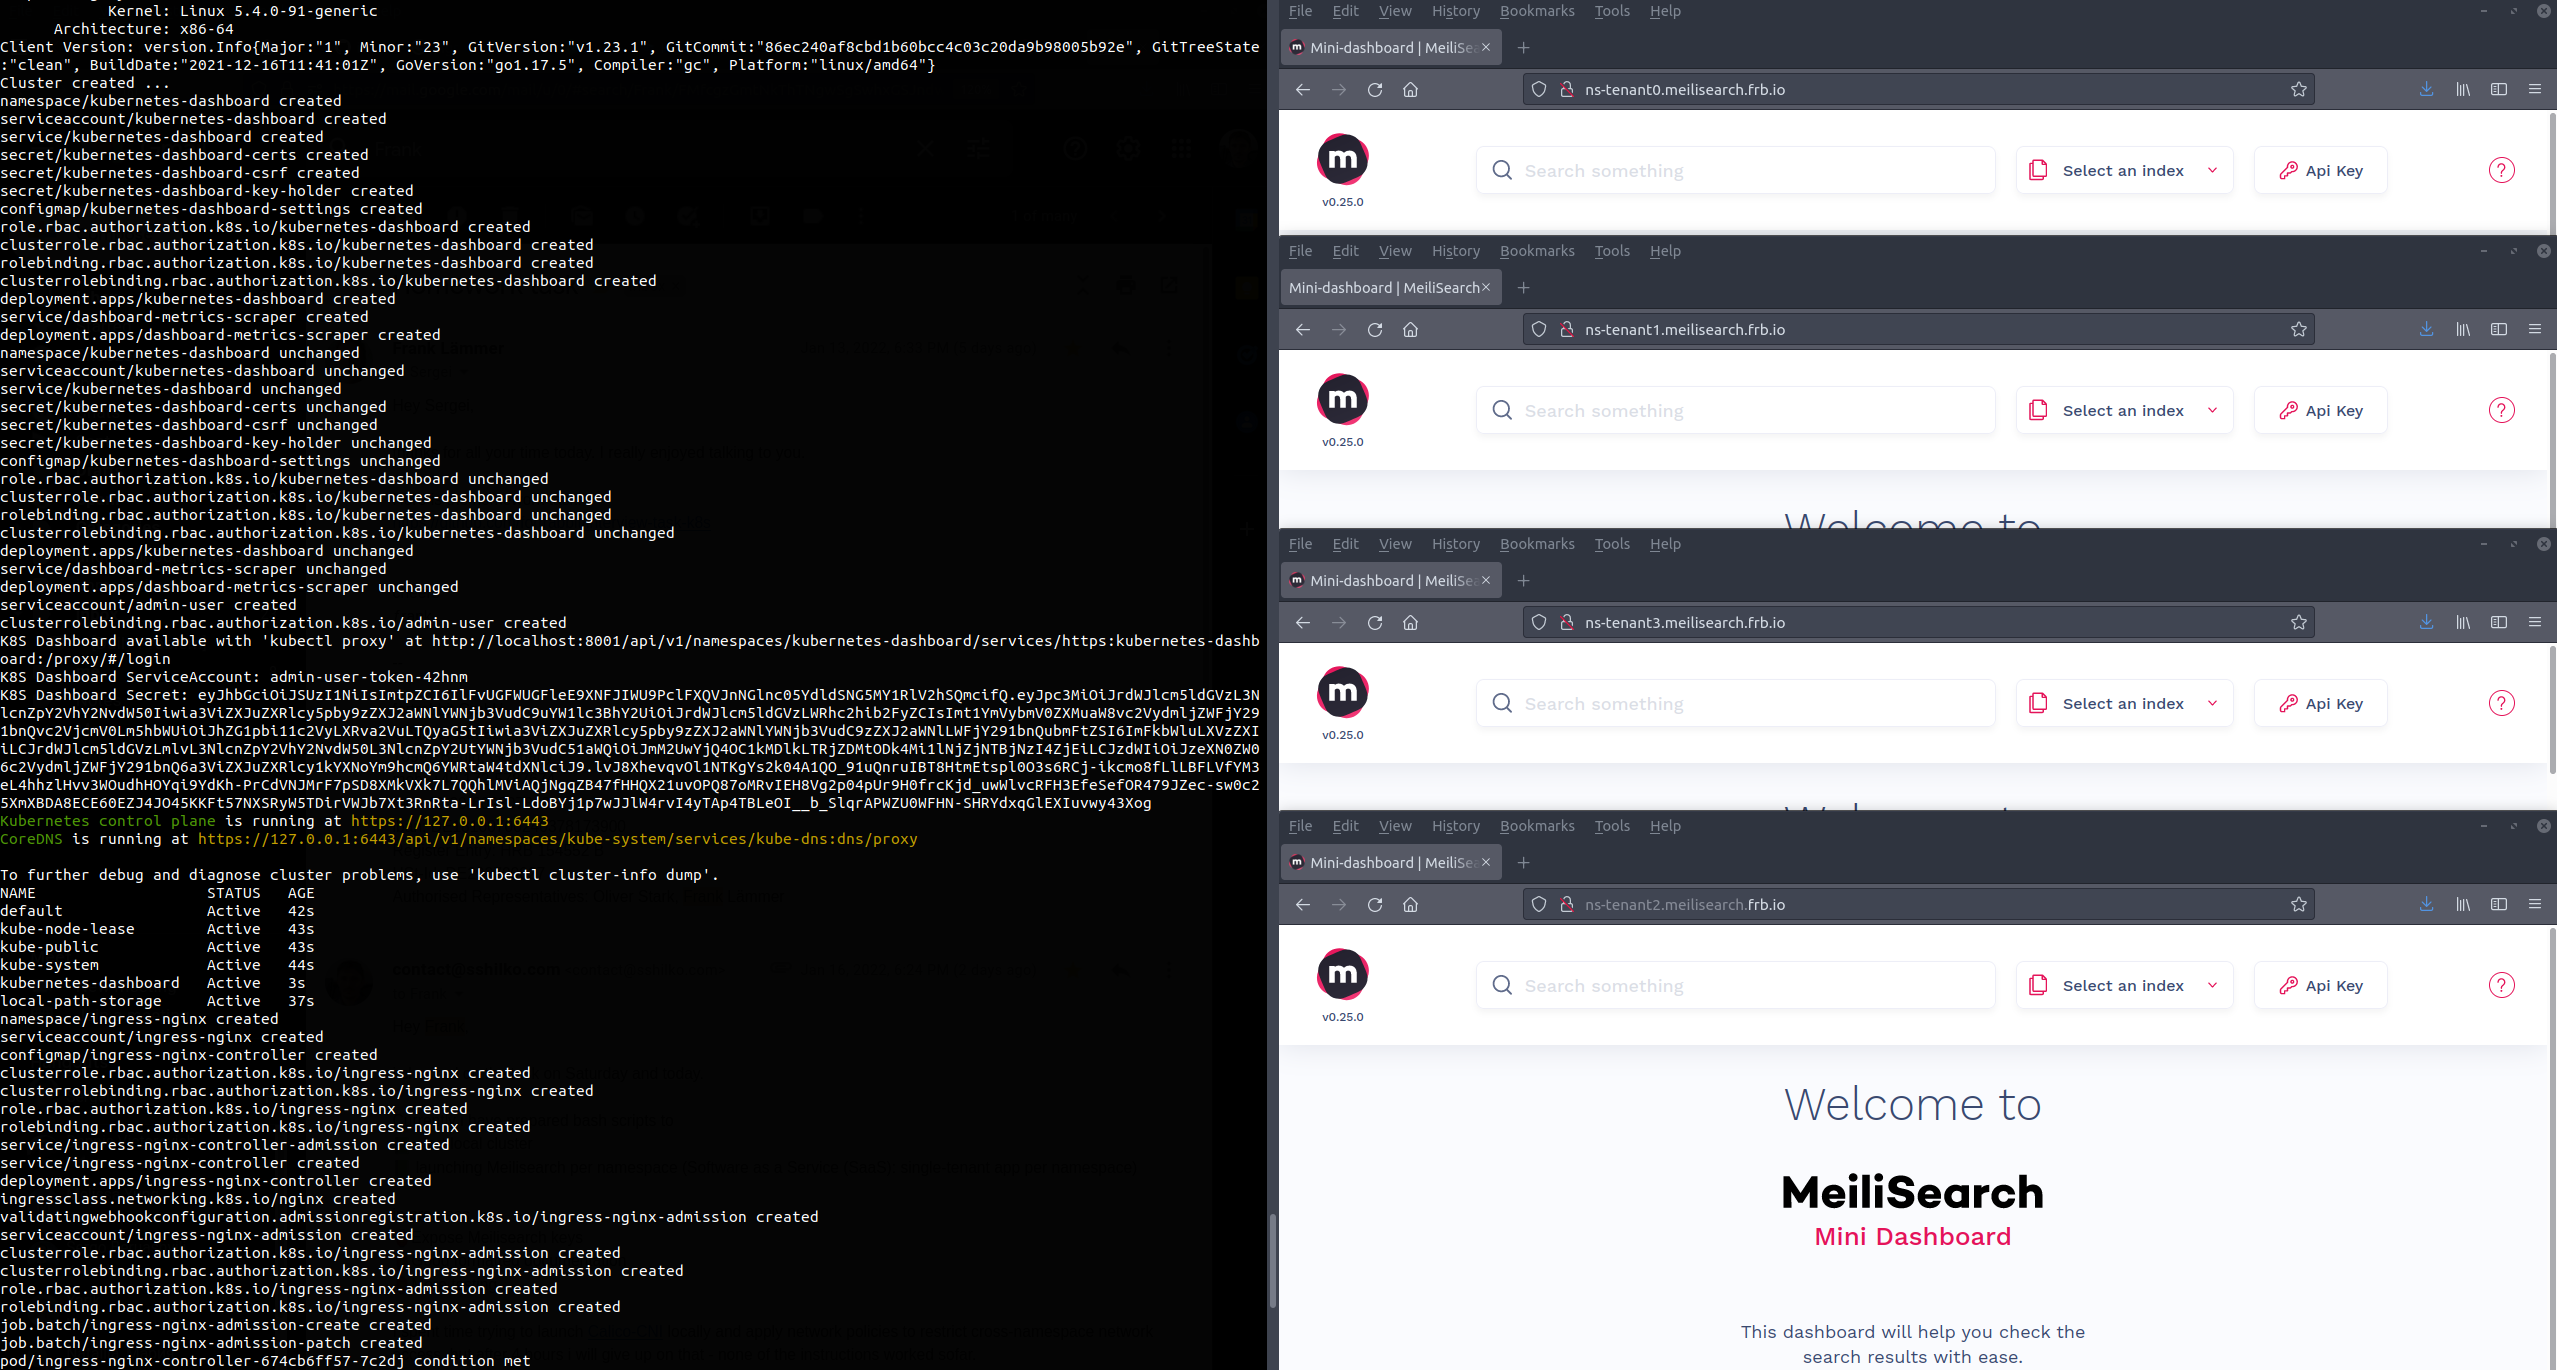 Kernel: Linux 5.4.0-91-generic
Architecture: x86-64
Client Version: version.Info{Major:"1", Minor:"23", GitVersion:"v1.23.1", GitCommit:"86ec240af8cbd1b60bcc4c03c20da9b98005b92e", GitTreeState
:"clean", BuildDate:"2021-12-16T11:41:01Z", GoVersion:"go1.17.5", Compiler:"gc", Platform:"linux/amd64"}
Cluster created ...
namespace/kubernetes-dashboard created
serviceaccount/kubernetes-dashboard created
service/kubernetes-dashboard created
secret/kubernetes-dashboard-certs created
secret/kubernetes-dashboard-csrf created
secret/kubernetes-dashboard-key-holder created
configmap/kubernetes-dashboard-settings created
role.rbac.authorization.k8s.io/kubernetes-dashboard created
clusterrole.rbac.authorization.k8s.io/kubernetes-dashboard created
rolebinding.rbac.authorization.k8s.io/kubernetes-dashboard created
clusterrolebinding.rbac.authorization.k8s.io/kubernetes-dashboard created
deployment.apps/kubernetes-dashboard created
service/dashboard-metrics-scraper created
deployment.apps/dashboard-metrics-scraper created
namespace/kubernetes-dashboard unchanged
serviceaccount/kubernetes-dashboard unchanged
service/kubernetes-dashboard unchanged
secret/kubernetes-dashboard-certs unchanged
secret/kubernetes-dashboard-csrf unchanged
secret/kubernetes-dashboard-key-holder unchanged
configmap/kubernetes-dashboard-settings unchanged
role.rbac.authorization.k8s.io/kubernetes-dashboard unchanged
clusterrole.rbac.authorization.k8s.io/kubernetes-dashboard unchanged
rolebinding.rbac.authorization.k8s.io/kubernetes-dashboard unchanged
clusterrolebinding.rbac.authorization.k8s.io/kubernetes-dashboard unchanged
deployment.apps/kubernetes-dashboard unchanged
service/dashboard-metrics-scraper unchanged
deployment.apps/dashboard-metrics-scraper unchanged
serviceaccount/admin-user created
clusterrolebinding.rbac.authorization.k8s.io/admin-user created
K8S Dashboard available with 'kubectl proxy' at http://localhost:8001/api/v1/namespaces/kubernetes-dashboard/services/https:kubernetes-dashb
oard:/proxy/#/login
K8S Dashboard ServiceAccount: admin-user-token-42hnm
K8S Dashboard Secret:
Kubernetes control plane is running at https://127.0.0.1:6443
CoreDNS is running at https://127.0.0.1:6443/api/v1/namespaces/kube-system/services/kube-dns:dns/proxy
To further debug and diagnose cluster problems, use 'kubectl cluster-info dump'.
NAME STATUS AGE
default Active 42s
kube-node-lease Active 43s
kube-public Active 43s
kube-system Active 44s
kubernetes-dashboard Active 3s
local-path-storage Active 37s
namespace/ingress-nginx created
serviceaccount/ingress-nginx created
configmap/ingress-nginx-controller created
clusterrole.rbac.authorization.k8s.io/ingress-nginx created
clusterrolebinding.rbac.authorization.k8s.io/ingress-nginx created
role.rbac.authorization.k8s.io/ingress-nginx created
rolebinding.rbac.authorization.k8s.io/ingress-nginx created
service/ingress-nginx-controller-admission created
service/ingress-nginx-controller created
deployment.apps/ingress-nginx-controller created
ingressclass.networking.k8s.io/nginx created
validatingwebhookconfiguration.admissionregistration.k8s.io/ingress-nginx-admission created
serviceaccount/ingress-nginx-admission created
clusterrole.rbac.authorization.k8s.io/ingress-nginx-admission created
clusterrolebinding.rbac.authorization.k8s.io/ingress-nginx-admission created
role.rbac.authorization.k8s.io/ingress-nginx-admission created
rolebinding.rbac.authorization.k8s.io/ingress-nginx-admission created
job.batch/ingress-nginx-admission-create created
job.batch/ingress-nginx-admission-patch created
pod/ingress-nginx-controller-674cb6ff57-7c2dj condition met
File Edit View History Bookmarks Tools Help
Mini-dashboard | MeiliSea
ns-tenant0.meilisearch.frb.io
m
Search something
Select an index
Api Key
?
v0.25.0
File Edit View History Bookmarks Tools Help
Mini-dashboard | MeiliSearch
ns-tenant1.meilisearch.frb.io
m
Search something
Select an index
Api Key
?
v0.25.0
Welcome to
File Edit View History Bookmarks Tools Help
Mini-dashboard | MeiliSea
ns-tenant3.meilisearch.frb.io
m
Search something
Select an index
Api Key
?
v0.25.0
File Edit View History Bookmarks Tools Help
Mini-dashboard | MeiliSea
ns-tenant2.meilisearch.frb.io
m
Search something
Select an index
Api Key
?
v0.25.0
Welcome to
MeiliSearch
Mini Dashboard
This dashboard will help you check the
search results with ease.